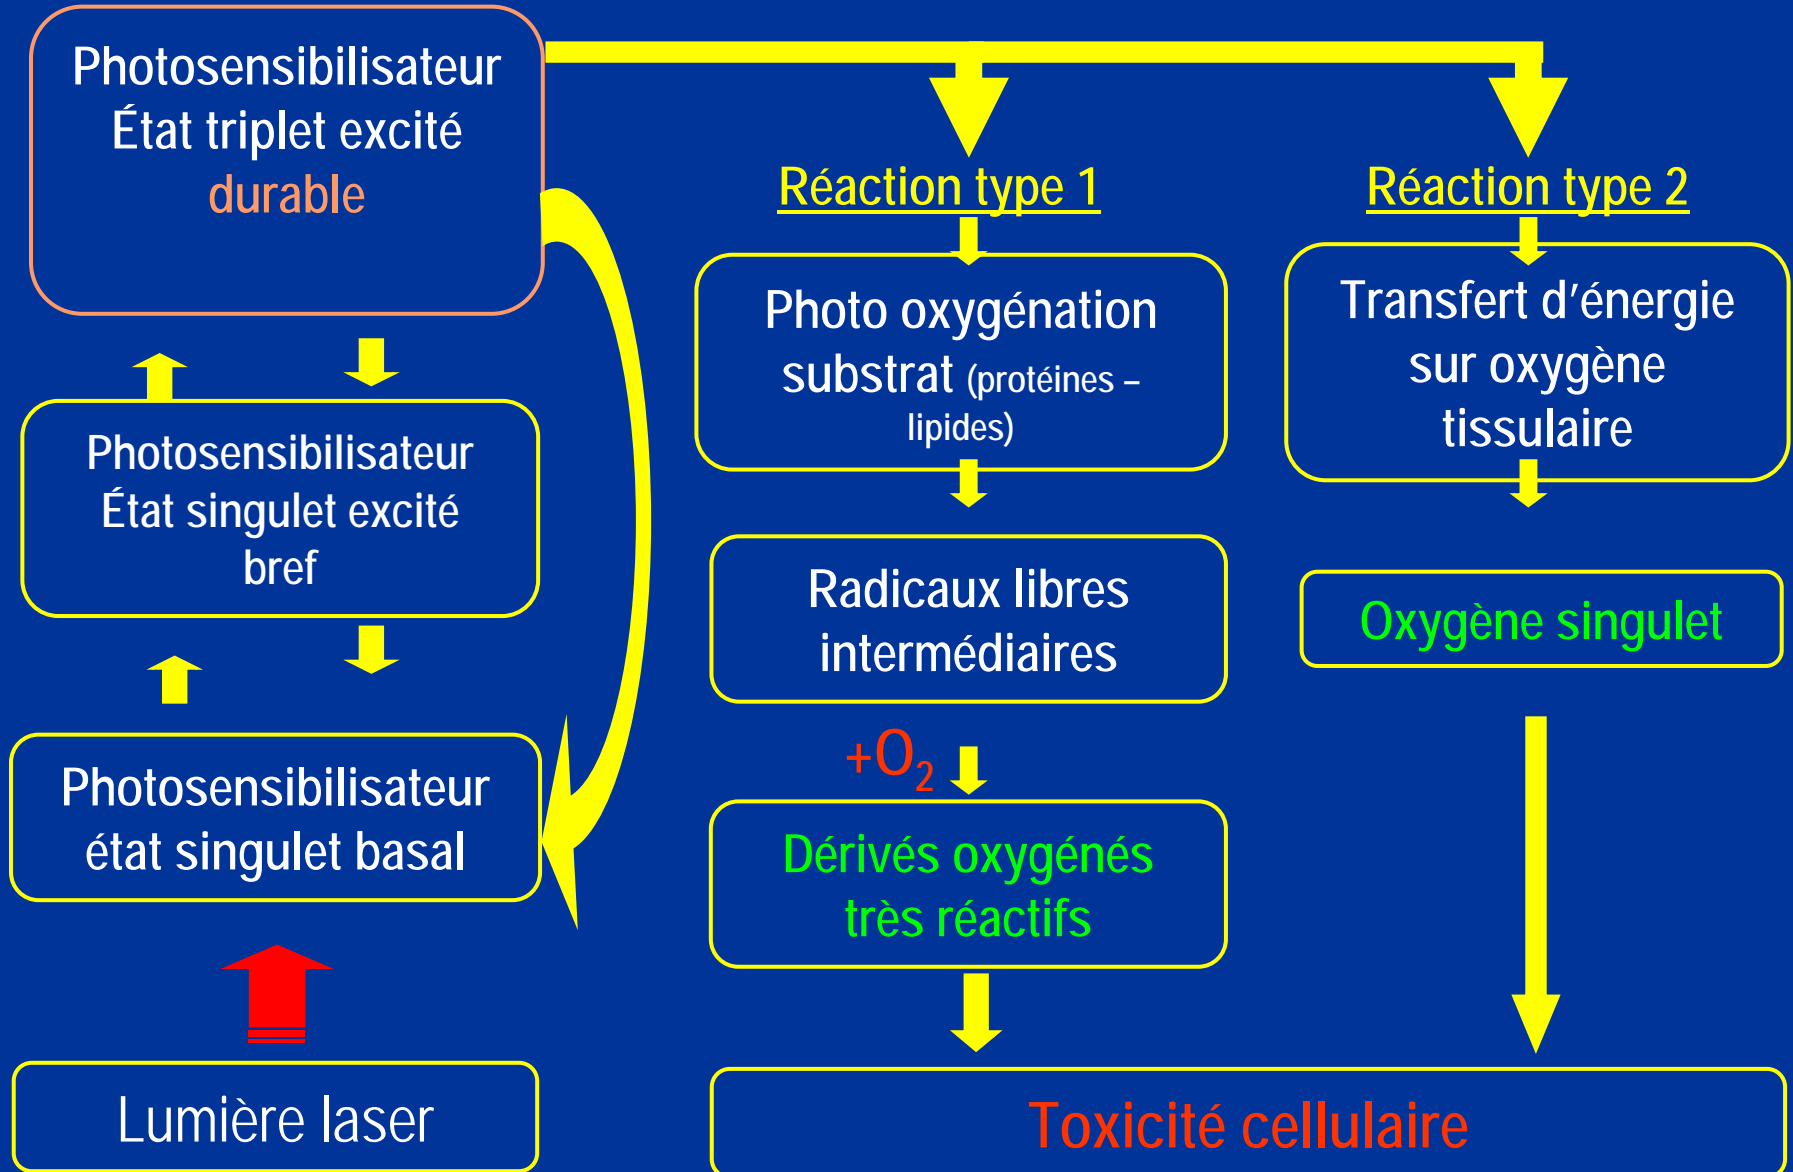 Photosensibilisateur
État triplet excité
durable
Photosensibilisateur
État singulet excité
bref
Photosensibilisateur
état singulet basal
Lumière laser
Réaction type 1
Photo oxygénation
substrat (protéines –
lipides)
Radicaux libres
intermédiaires
+O₂
Dérivés oxygénés
très réactifs
Réaction type 2
Transfert d'énergie
sur oxygène
tissulaire
Oxygène singulet
Toxicité cellulaire